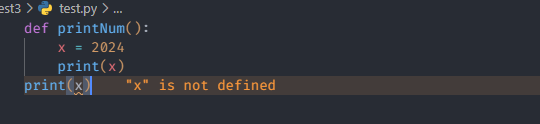 est3 > test.py > ...
def printNum():
    x = 2024
    print(x)
print(x)    "x" is not defined